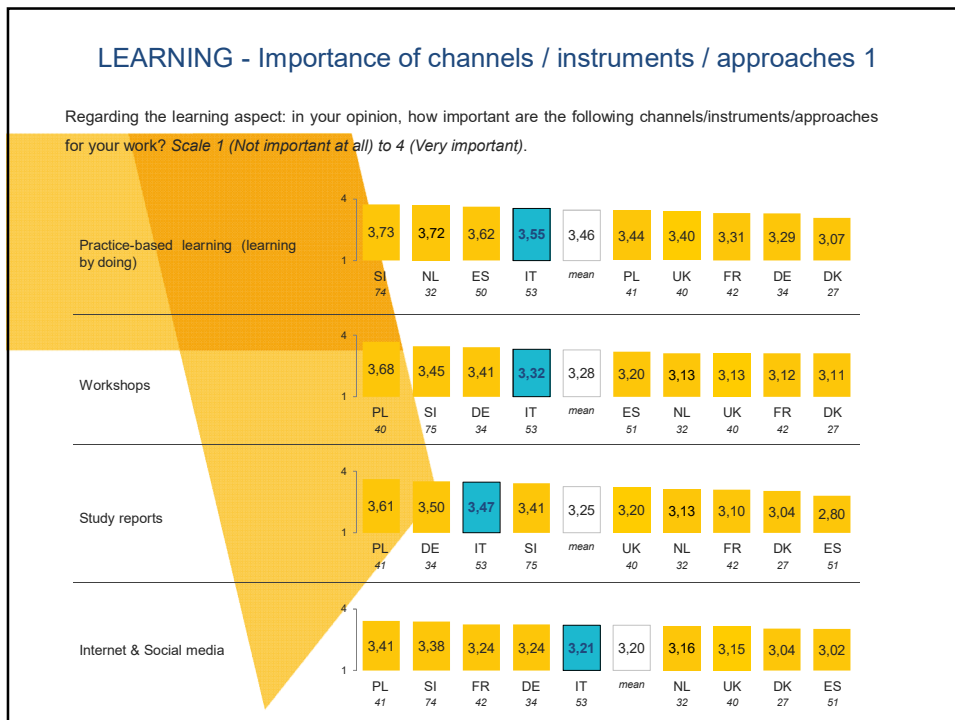 LEARNING - Importance of channels / instruments / approaches 1
Regarding the learning aspect: in your opinion, how important are the following channels/instruments/approaches
for your work? Scale 1 (Not important at all) to 4 (Very important).
Practice-based learning (learning
by doing)
4
1
3,73 3,72 3,62 3,55 3,46 3,44 3,40 3,31 3,29 3,07
SI NL ES IT mean PL UK FR DE DK
74 32 50 53 41 40 42 34 27
Workshops
4
1
3,68 3,45 3,41 3,32 3,28 3,20 3,13 3,13 3,12 3,11
PL SI DE IT mean ES NL UK FR DK
40 75 34 53 51 32 40 42 27
Study reports
4
1
3,61 3,50 3,47 3,41 3,25 3,20 3,13 3,10 3,04 2,80
PL DE IT SI mean UK NL FR DK ES
41 34 53 75 40 32 42 27 51
Internet & Social media
4
1
3,41 3,38 3,24 3,24 3,21 3,20 3,16 3,15 3,04 3,02
PL SI FR DE IT mean NL UK DK ES
41 74 42 34 53 32 40 27 51